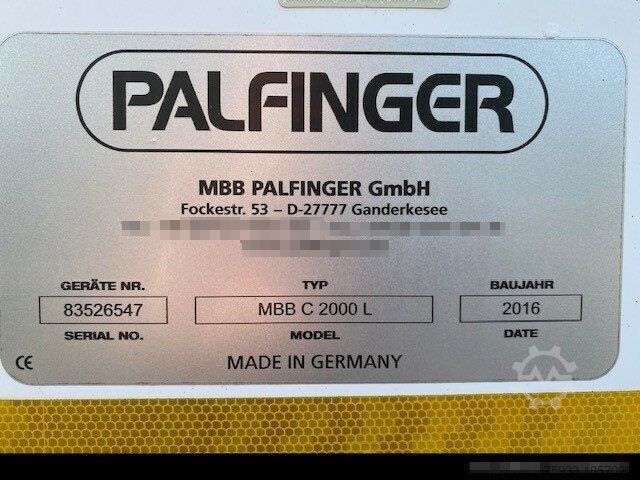 PALFINGER
MBB PALFINGER GmbH
Fockestr. 53 – D-27777 Ganderkesee
GERÄTE NR. TYP BAUJAHR
83526547 MBB C 2000 L 2016
SERIAL NO. MODEL DATE
CE MADE IN GERMANY